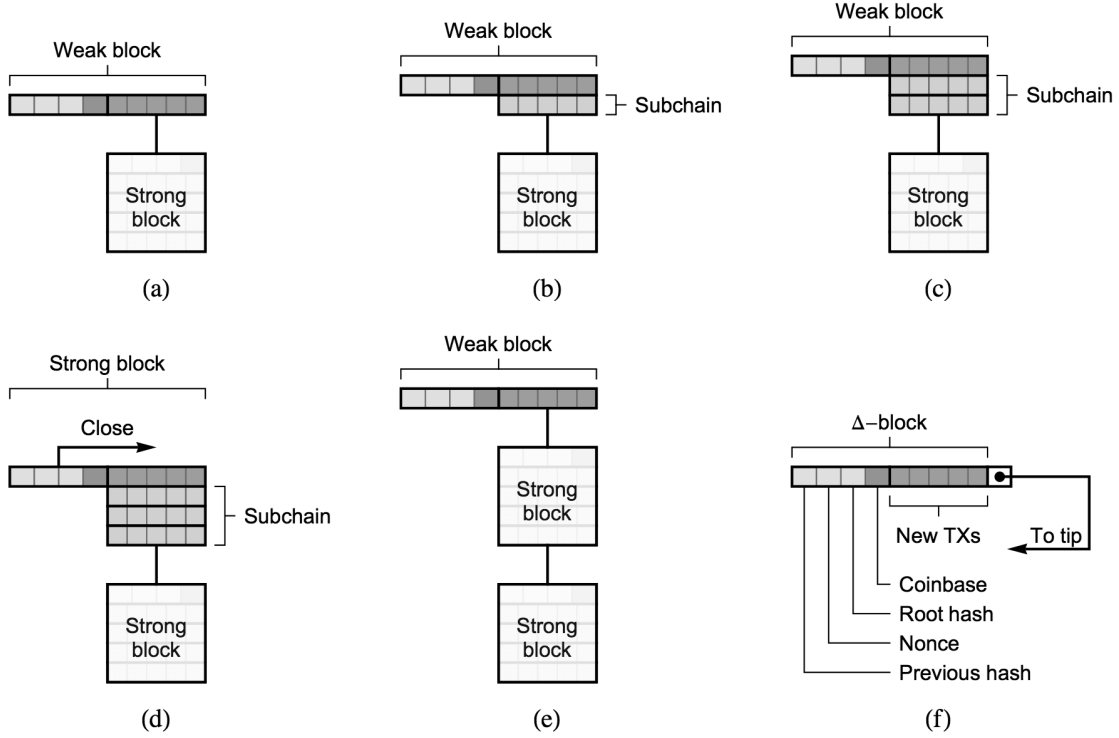 Weak block
Strong
block
(a)
Weak block
Subchain
Strong
block
(b)
Weak block
Subchain
Strong
block
(c)
Strong block
Close
Subchain
Strong
block
(d)
Weak block
Strong
block
Strong
block
(e)
Δ−block
New TXs
To tip
Coinbase
Root hash
Nonce
Previous hash
(f)